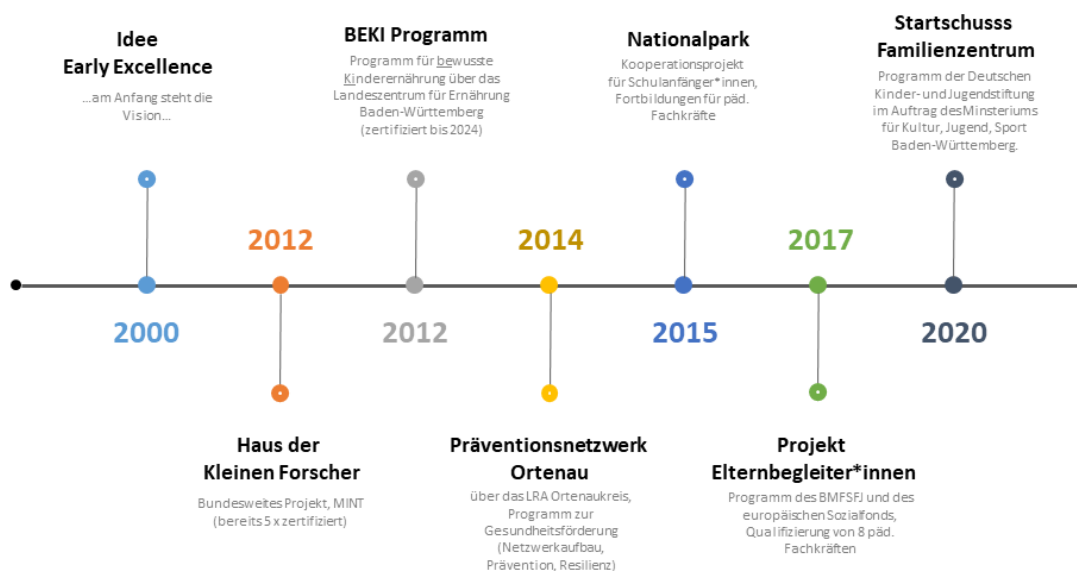 Idee
Early Excellence
...am Anfang steht die
Vision...
BEKI Programm
Programm für bewusste
Kinderernährung über das
Landeszentrum für Ernährung
Baden-Württemberg
(zertifiziert bis 2024)
Nationalpark
Kooperationsprojekt
für Schulanfänger*innen,
Fortbildungen für päd.
Fachkräfte
Startschusss
Familienzentrum
Programm der Deutschen
Kinder- und Jugendstiftung
im Auftrag des Minsteriums
für Kultur, Jugend, Sport
Baden-Württemberg.
2012
2014
2017
2000
2012
2015
2020
Haus der
Kleinen Forscher
Bundesweites Projekt, MINT
(bereits 5 x zertifiziert)
Präventionsnetzwerk
Ortenau
über das LRA Ortenaukreis,
Programm zur
Gesundheitsförderung
(Netzwerkaufbau,
Prävention, Resilienz)
Projekt
Elternbegleiter*innen
Programm des BMFSFJ und des
europäischen Sozialfonds,
Qualifizierung von 8 päd.
Fachkräften